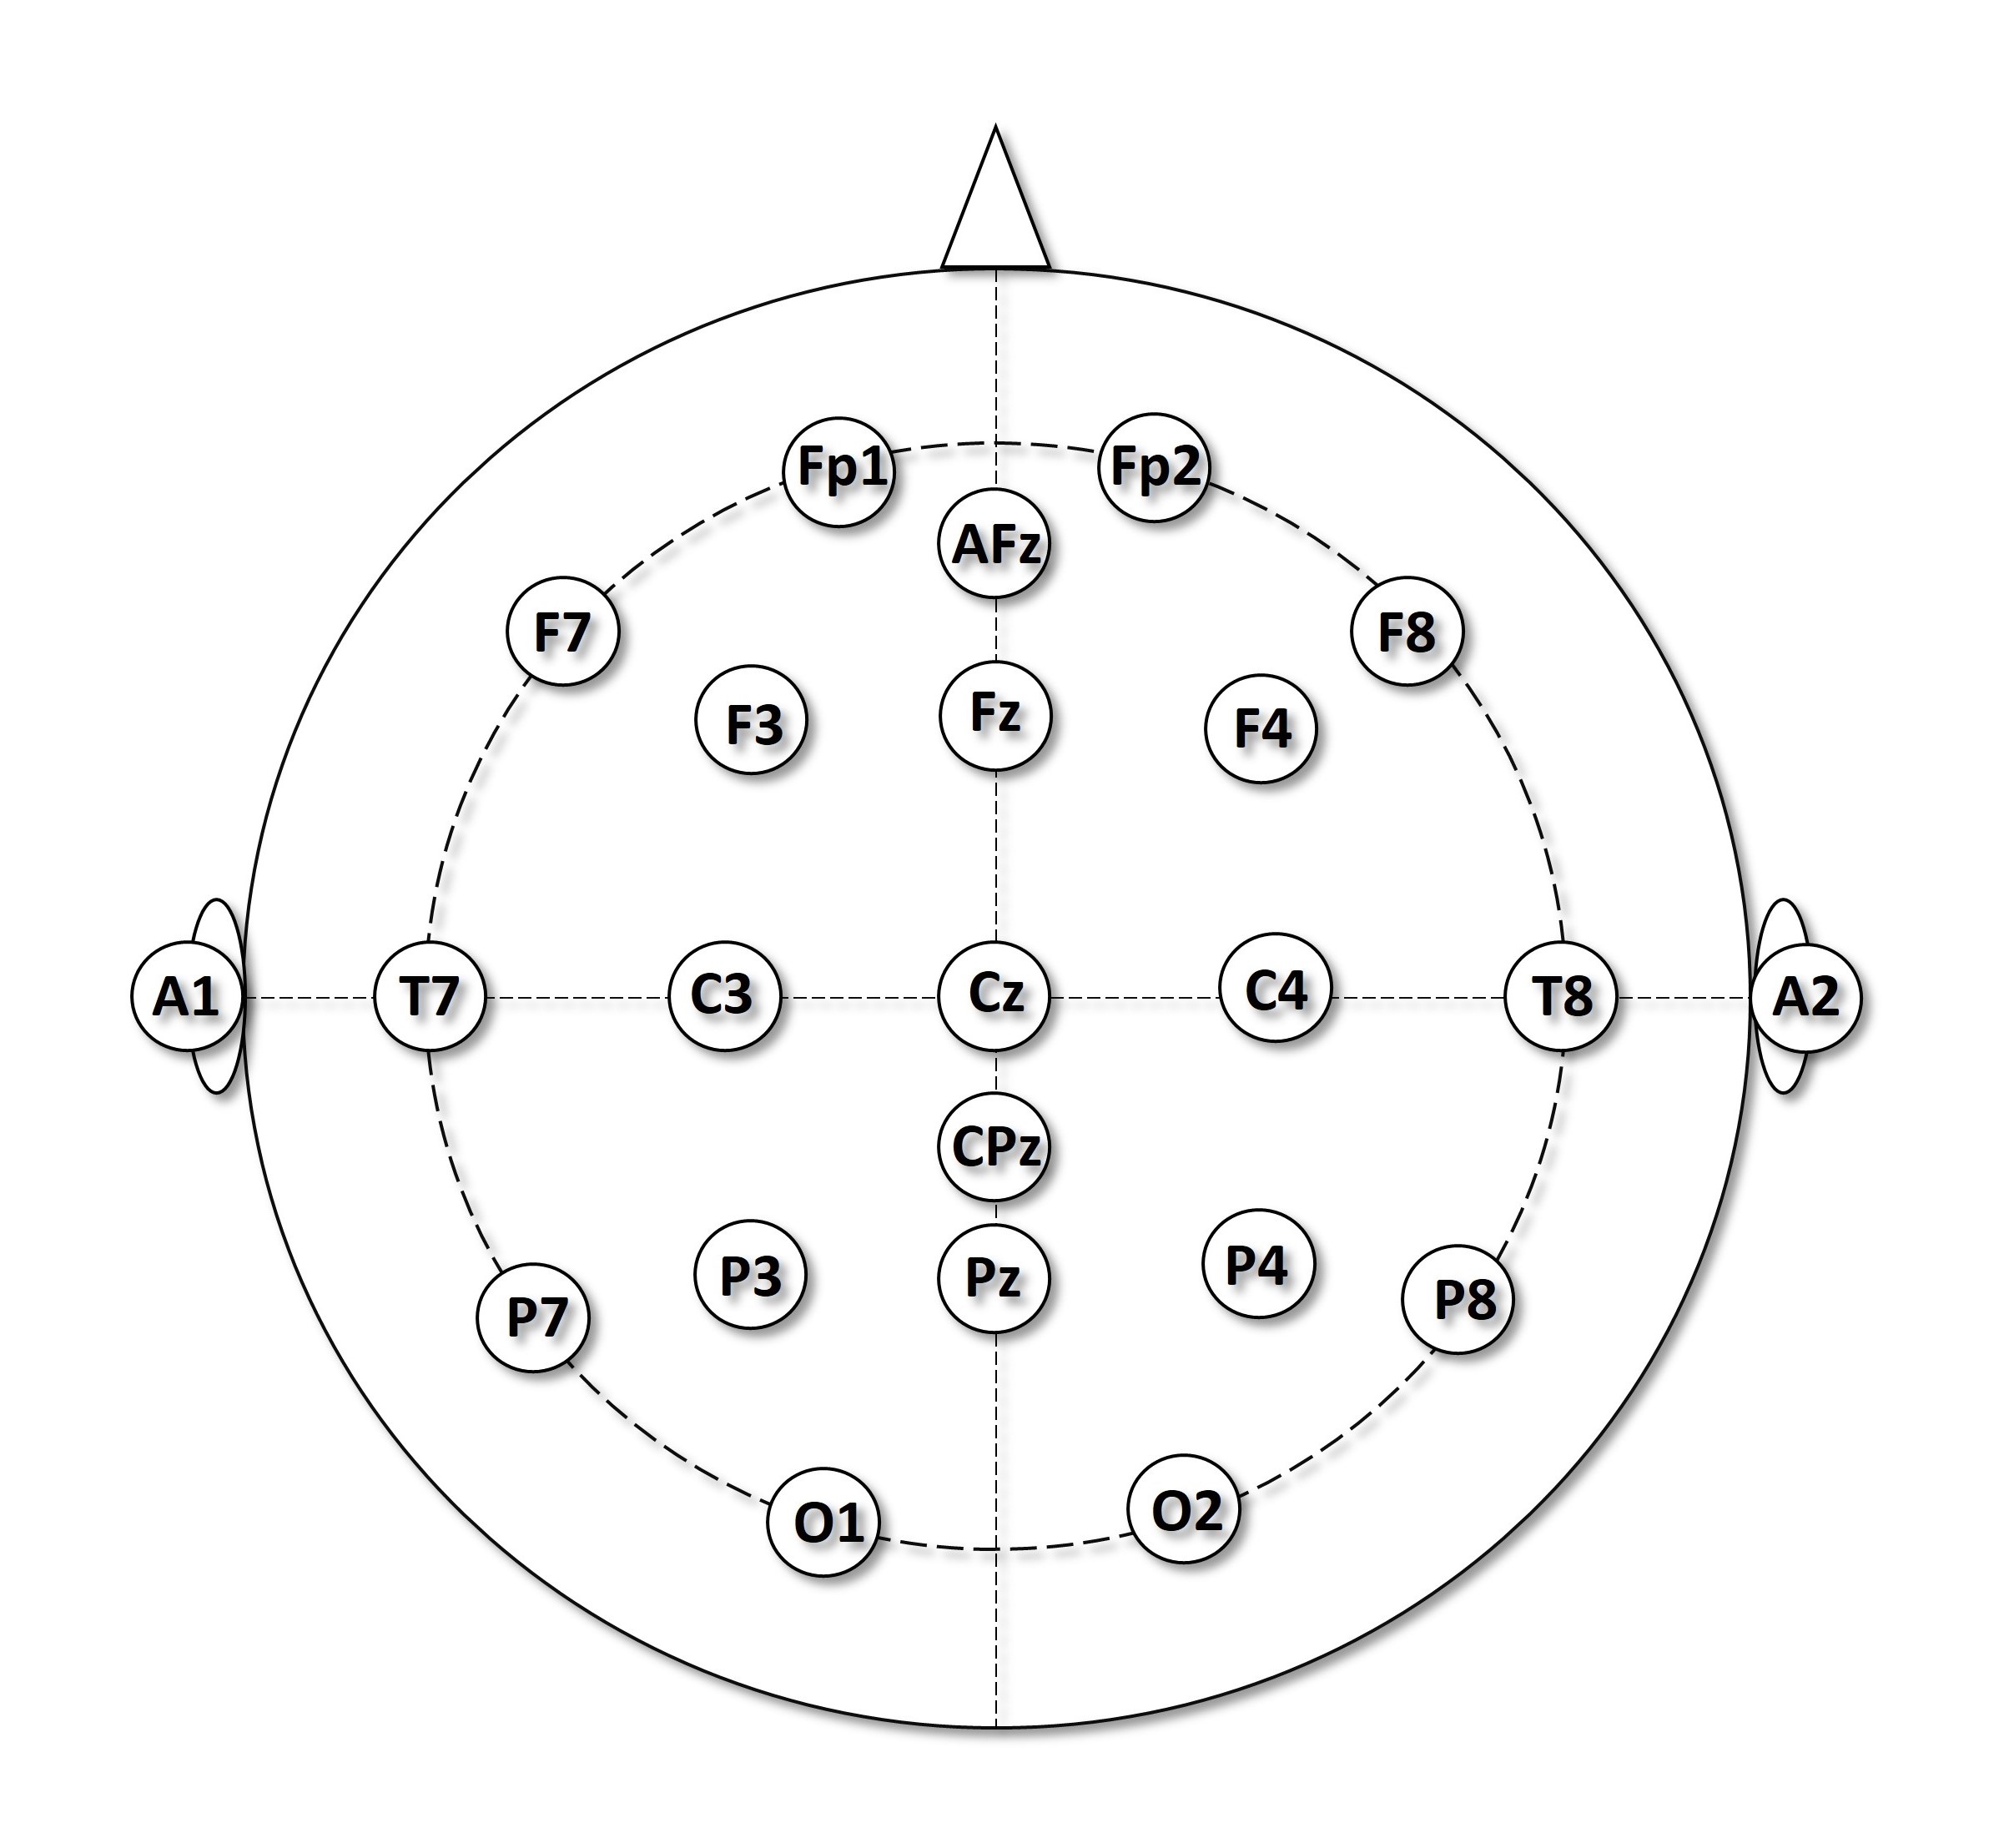 Fp1 Fp2
AFz
F7 F8
F3 Fz F4
A1 T7 C3 Cz C4 T8 A2
CPz
P3 Pz P4
P7 P8
O1 O2